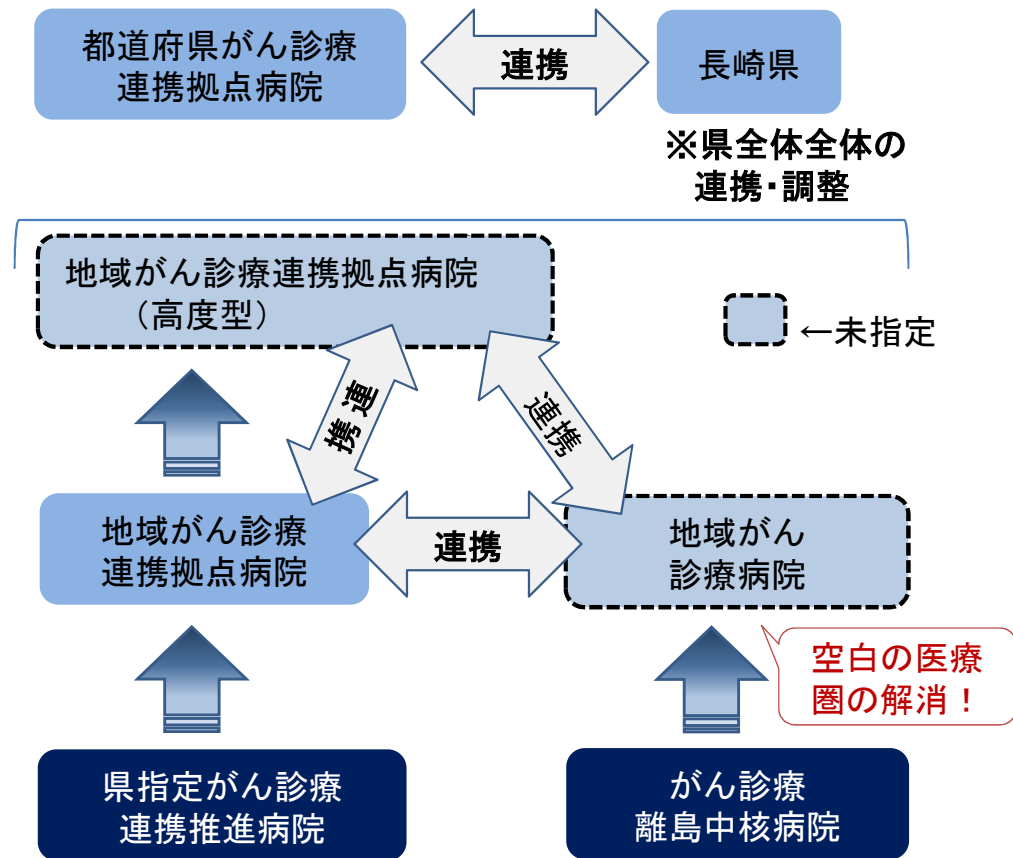 都道府県がん診療
連携拠点病院
連携
長崎県
※県全体全体の
連携・調整
地域がん診療連携拠点病院
（高度型）
←未指定
携連
連携
地域がん診療
連携拠点病院
連携
地域がん
診療病院
空白の医療
圏の解消！
県指定がん診療
連携推進病院
がん診療
離島中核病院